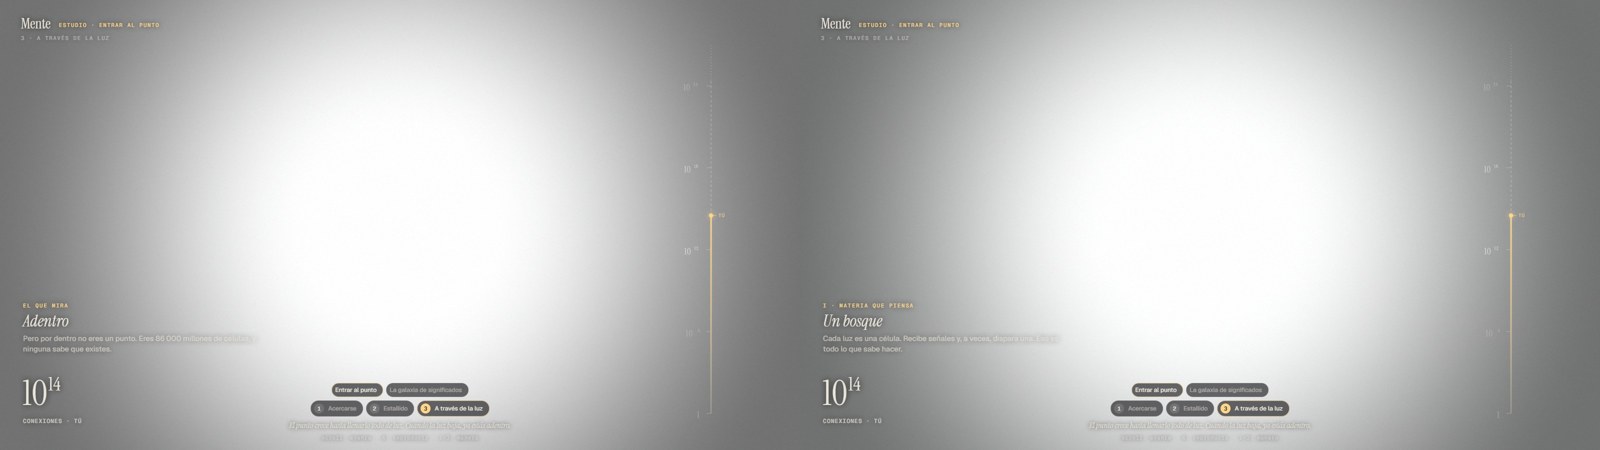 Mente ESTUDIO · ENTRAR AL PUNTO
3 · A TRAVÉS DE LA LUZ
TÚ
EL QUE MIRA
Adentro
Pero por dentro no eres un punto. Eres 86 000 millones de células, y
ninguna sabe que existes.
10¹⁴
CONEXIONES · TÚ
Entrar al punto La galaxia de significados
1 Acercarse 2 Estallido 3 A través de la luz
Mente ESTUDIO · ENTRAR AL PUNTO
3 · A TRAVÉS DE LA LUZ
TÚ
I · MATERIA QUE PIENSA
Un bosque
Cada luz es una célula. Recibe señales y, a veces, dispara una.
todo lo que sabe hacer.
10¹⁴
CONEXIONES · TÚ
Entrar al punto La galaxia de significados
1 Acercarse 2 Estallido 3 A través de la luz